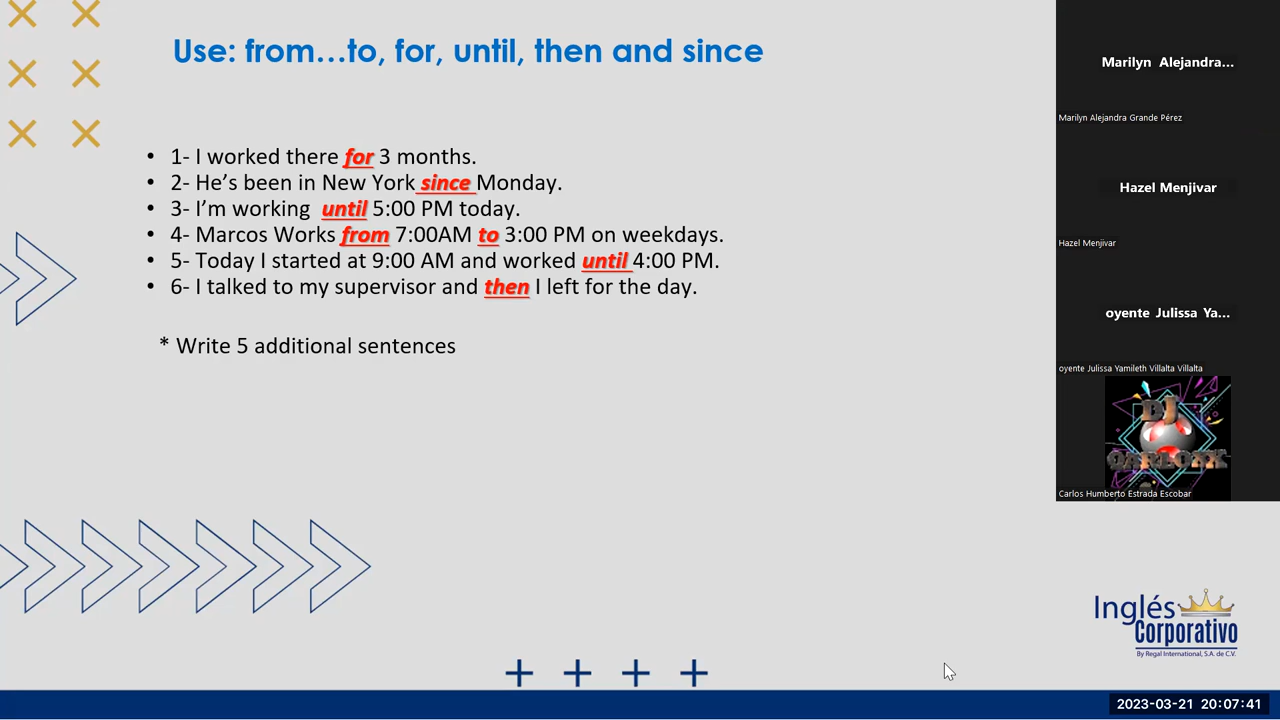 Use: from…to, for, until, then and since
• 1- I worked there for 3 months.
• 2- He’s been in New York since Monday.
• 3- I’m working until 5:00 PM today.
• 4- Marcos Works from 7:00AM to 3:00 PM on weekdays.
• 5- Today I started at 9:00 AM and worked until 4:00 PM.
• 6- I talked to my supervisor and then I left for the day.
* Write 5 additional sentences
Marilyn Alejandra...
Marilyn Alejandra Grande Pérez
Hazel Menjivar
Hazel Menjivar
oyente Julissa Ya...
oyente Julissa Yamileth Villalta Villalta
DJ
QARLOXX
Carlos Humberto Estrada Escobar
Inglés
Corporativo
By Regal International, S.A. de C.V.
2023-03-21 20:07:41